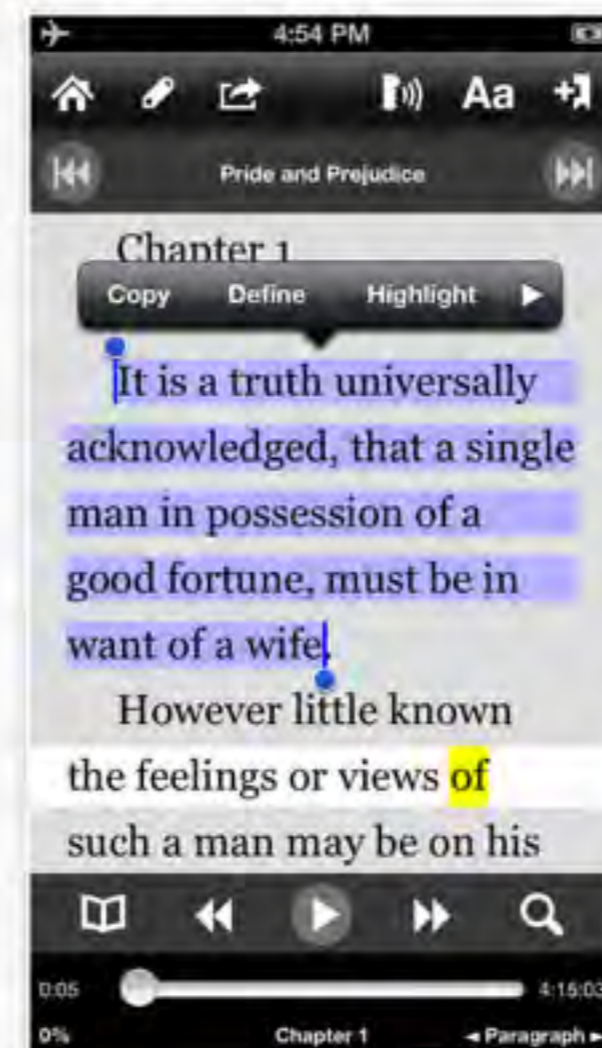 4:54 PM
Aa
Pride and Prejudice
Chapter 1
Copy Define Highlight
It is a truth universally
acknowledged, that a single
man in possession of a
good fortune, must be in
want of a wife.
However little known
the feelings or views of
such a man may be on his
0:05 4:15:03
0% Chapter 1 Paragraph